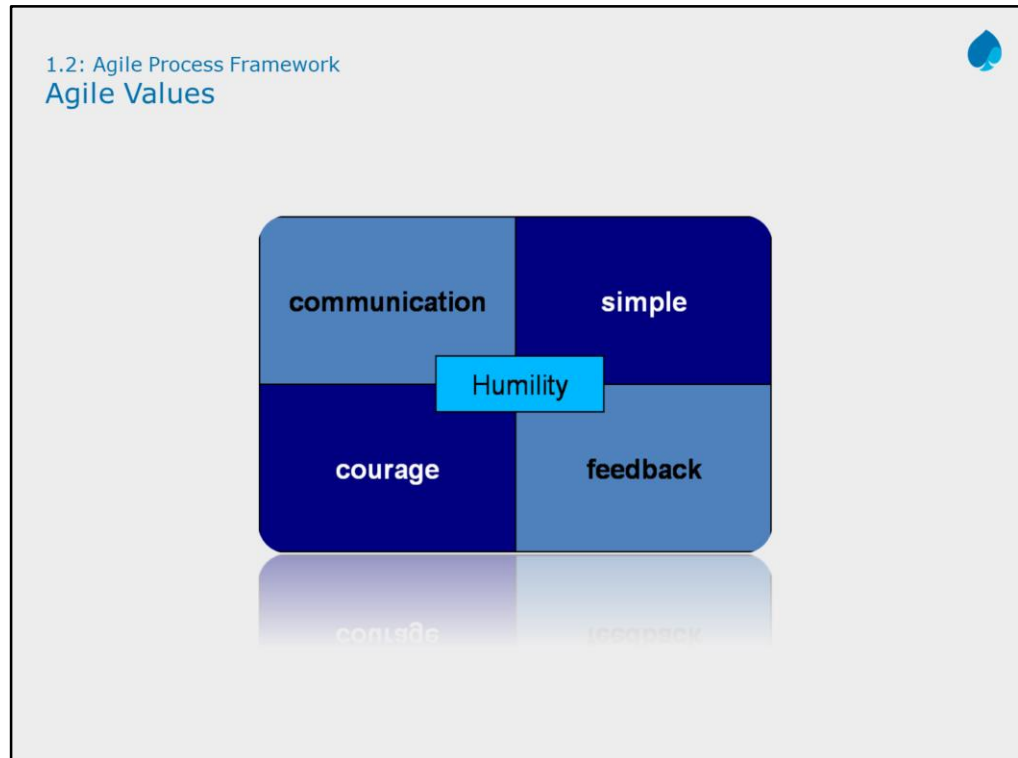 1.2: Agile Process Framework
Agile Values
communication
simple
Humility
courage
feedback